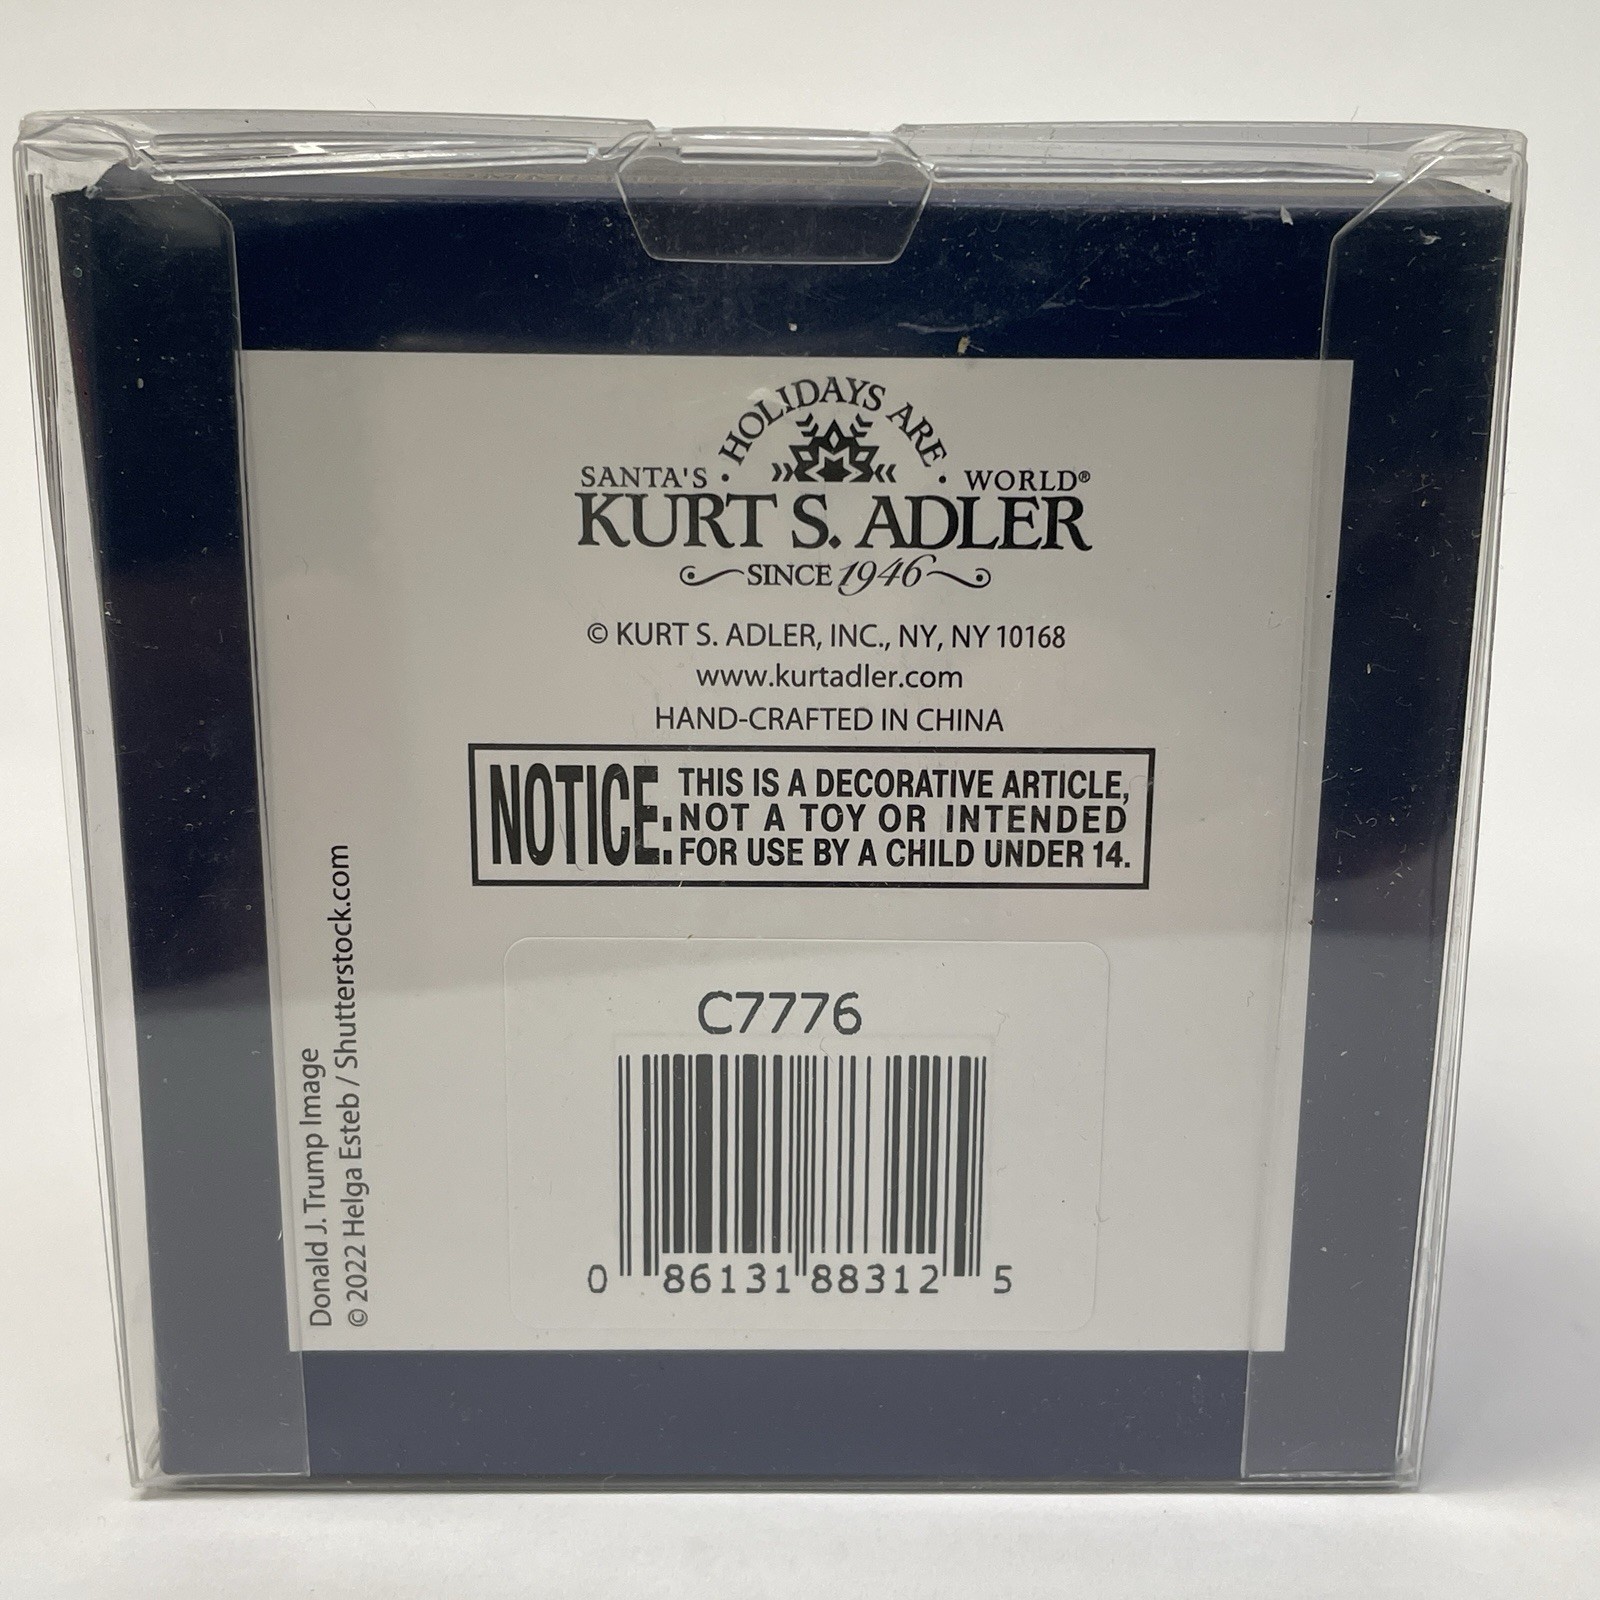 HOLIDAYS ARE
SANTA'S · · WORLD®
KURT S. ADLER
SINCE 1946
© KURT S. ADLER, INC., NY, NY 10168
www.kurtadler.com
HAND-CRAFTED IN CHINA
NOTICE: THIS IS A DECORATIVE ARTICLE,
NOT A TOY OR INTENDED
FOR USE BY A CHILD UNDER 14.
Donald J. Trump Image
© 2022 Helga Esteb / Shutterstock.com
C7776
0 86131 88312 5